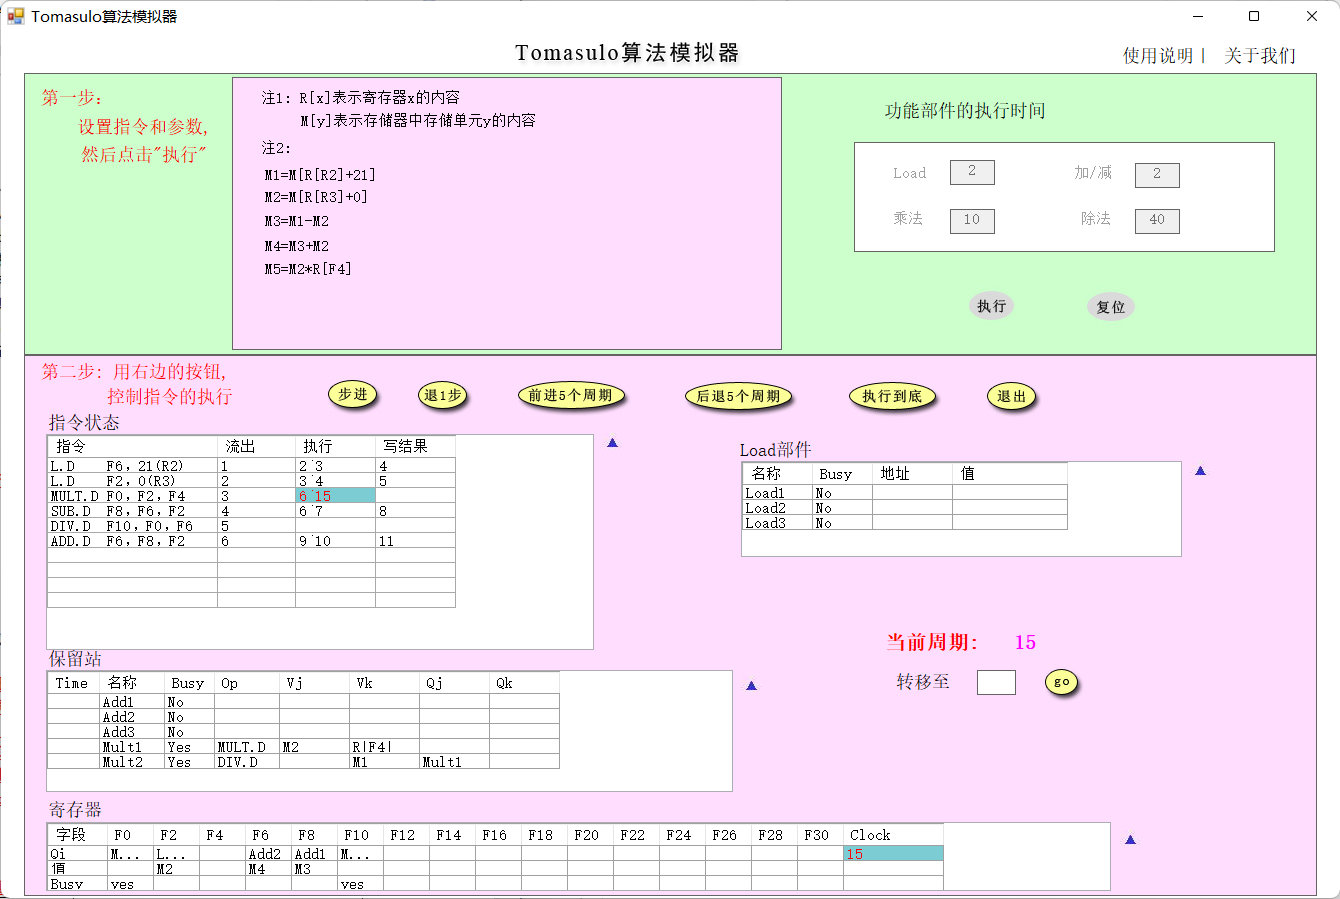 Tomasulo算法模拟器
Tomasulo算法模拟器
使用说明 | 关于我们
第一步:
设置指令和参数,
然后点击"执行"
注1: R[x]表示寄存器x的内容
M[y]表示存储器中存储单元y的内容
注2:
M1=M[R[R2]+21]
M2=M[R[R3]+0]
M3=M1-M2
M4=M3+M2
M5=M2*R[F4]
功能部件的执行时间
Load 2 加/减 2
乘法 10 除法 40
执行 复位
第二步: 用右边的按钮,
控制指令的执行
步进 退1步 前进5个周期 后退5个周期 执行到底 退出
指令状态
指令 流出 执行 写结果
L.D F6, 21(R2) 1 2~3 4
L.D F2, 0(R3) 2 3~4 5
MULT.D F0, F2, F4 3 6~15
SUB.D F8, F6, F2 4 6~7 8
DIV.D F10, F0, F6 5
ADD.D F6, F8, F2 6 9~10 11
Load部件
名称 Busy 地址 值
Load1 No
Load2 No
Load3 No
当前周期: 15
转移至 go
保留站
Time 名称 Busy Op Vj Vk Qj Qk
Add1 No
Add2 No
Add3 No
Mult1 Yes MULT.D M2 R|F4|
Mult2 Yes DIV.D M1 Mult1
寄存器
字段 F0 F2 F4 F6 F8 F10 F12 F14 F16 F18 F20 F22 F24 F26 F28 F30 Clock
Qi M... L... Add2 Add1 M... 15
值 M2 M4 M3
Busy yes yes